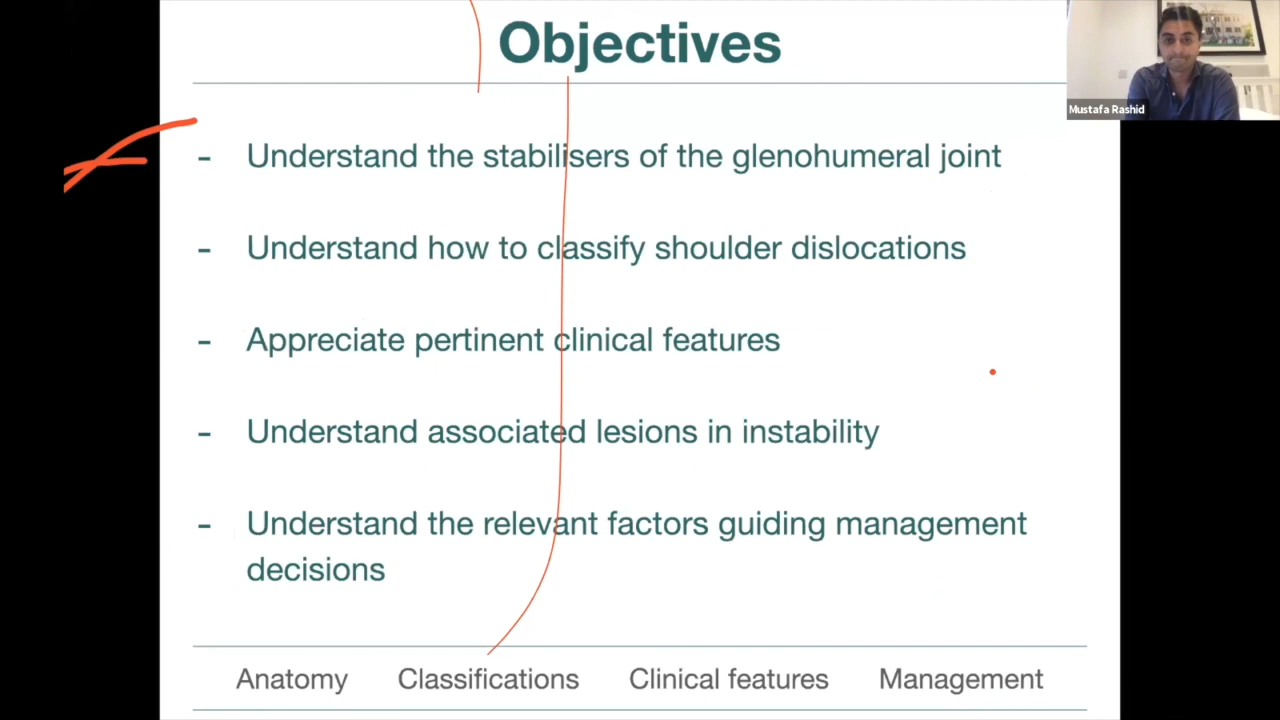 Objectives
Mustafa Rashid
- Understand the stabilisers of the glenohumeral joint
- Understand how to classify shoulder dislocations
- Appreciate pertinent clinical features
- Understand associated lesions in instability
- Understand the relevant factors guiding management
decisions
Anatomy Classifications Clinical features Management